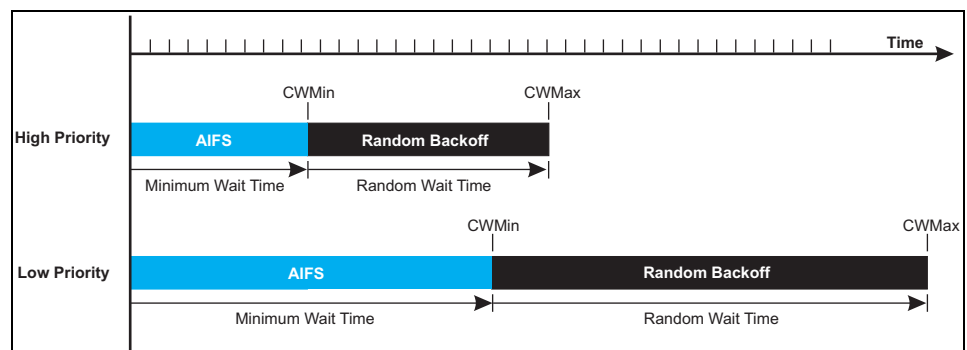 Time
CWMin CWMax
High Priority AIFS Random Backoff
Minimum Wait Time Random Wait Time
CWMin CWMax
Low Priority AIFS Random Backoff
Minimum Wait Time Random Wait Time